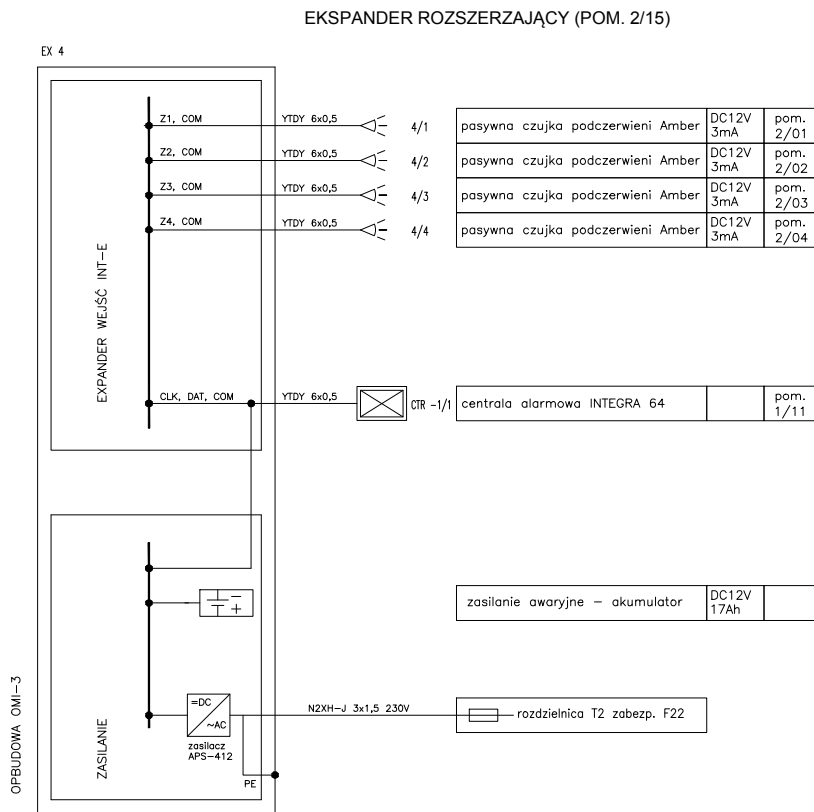 EKSPANDER ROZSZERZAJĄCY (POM. 2/15)
EX 4
Z1, COM YTDY 6x0,5 4/1 pasywna czujka podczerwieni Amber DC12V 3mA pom. 2/01
Z2, COM YTDY 6x0,5 4/2 pasywna czujka podczerwieni Amber DC12V 3mA pom. 2/02
Z3, COM YTDY 6x0,5 4/3 pasywna czujka podczerwieni Amber DC12V 3mA pom. 2/03
Z4, COM YTDY 6x0,5 4/4 pasywna czujka podczerwieni Amber DC12V 3mA pom. 2/04
EXPANDER WEJŚĆ INT-E
CLK, DAT, COM YTDY 6x0,5 CTR -1/1 centrala alarmowa INTEGRA 64 pom. 1/11
zasilanie awaryjne – akumulator DC12V 17Ah
− +
OPBUDOWA OMI-3
ZASILANIE
=DC
~AC
N2XH-J 3x1,5 230V rozdzielnica T2 zabezp. F22
zasilacz
APS-412
PE